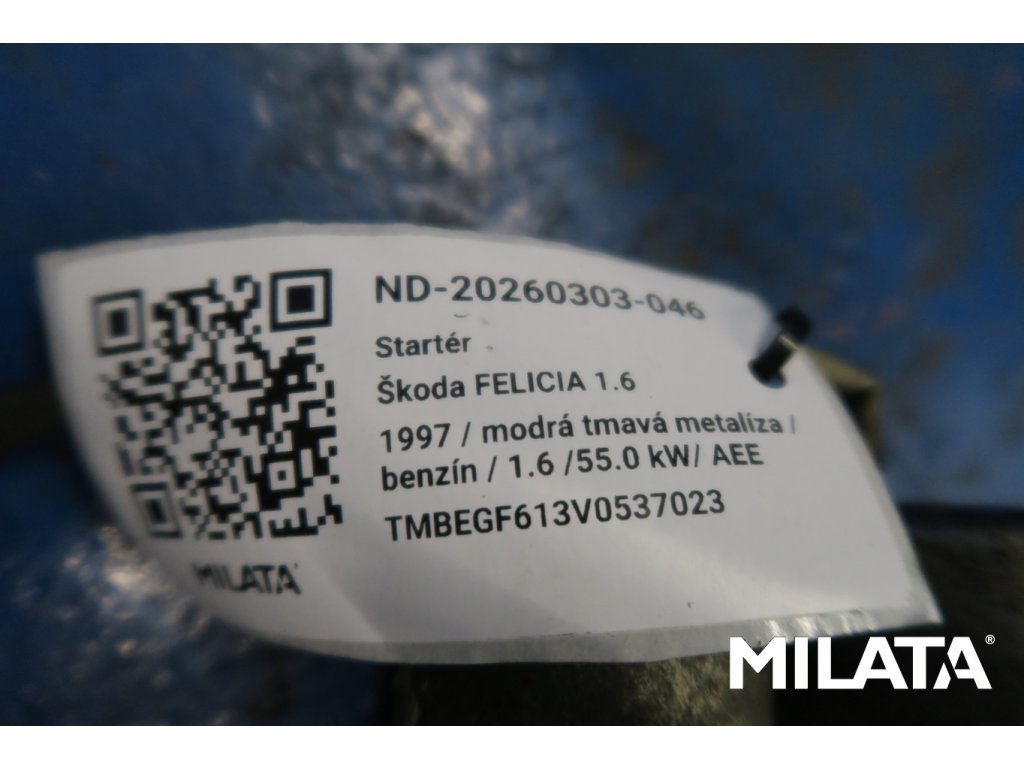 ND-20260303-046
Startér
Škoda FELICIA 1.6
1997 / modrá tmavá metalíza /
benzín / 1.6 /55.0 kW/ AEE
TMBEGF613V0537023
MILATA
MILATA®